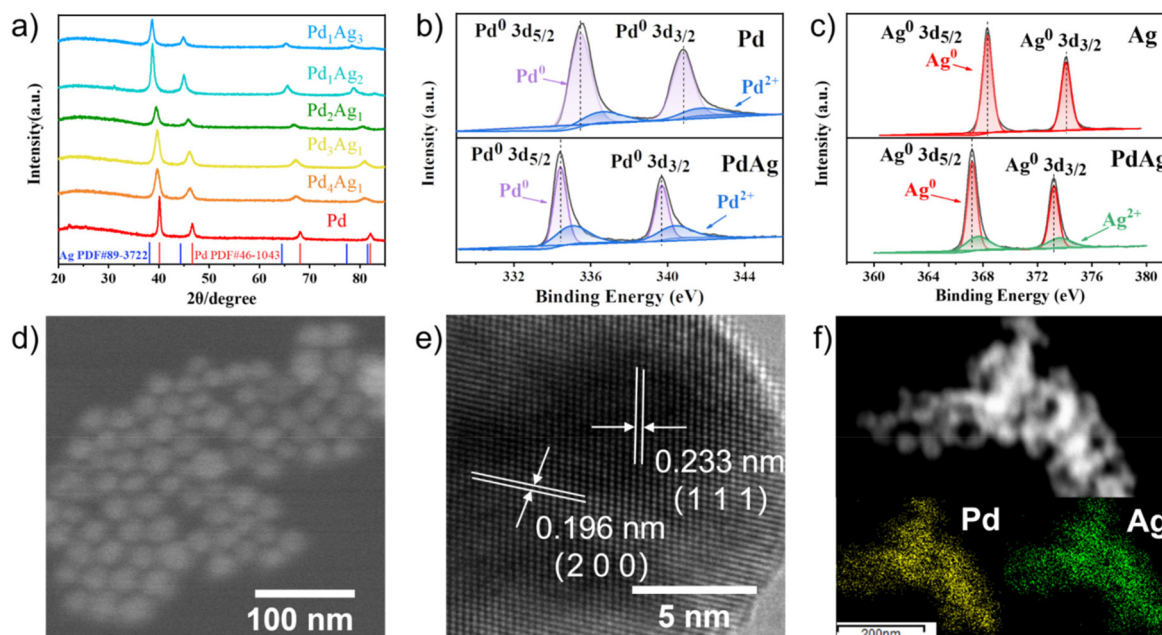 a)
Intensity(a.u.)
Pd₁Ag₃
Pd₁Ag₂
Pd₂Ag₁
Pd₃Ag₁
Pd₄Ag₁
Pd
Ag PDF#89-3722
Pd PDF#46-1043
20 30 40 50 60 70 80
2θ/degree
b)
Intensity (a.u.)
Pd⁰ 3d₅/₂ Pd⁰ 3d₃/₂ Pd
Pd⁰
Pd²⁺
Pd⁰ 3d₅/₂ Pd⁰ 3d₃/₂ PdAg
Pd⁰
Pd²⁺
332 336 340 344
Binding Energy (eV)
c)
Intensity (a.u.)
Ag⁰ 3d₅/₂ Ag⁰ 3d₃/₂ Ag
Ag⁰
Ag⁰
Ag⁰ 3d₅/₂ Ag⁰ 3d₃/₂ PdAg
Ag⁰
Ag²⁺
360 364 368 372 376 380
Binding Energy (eV)
d)
100 nm
e)
0.233 nm
(1 1 1)
0.196 nm
(2 0 0)
5 nm
f)
Pd
Ag
200nm